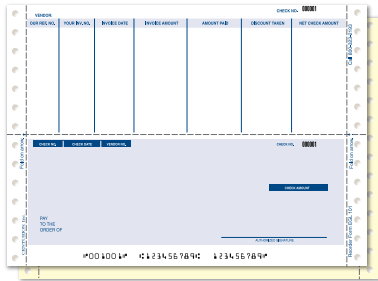 CHECK NO. 000001
VENDOR:
OUR REF. NO. YOUR INV. NO. INVOICE DATE INVOICE AMOUNT AMOUNT PAID DISCOUNT TAKEN NET CHECK AMOUNT
CHECK NO. CHECK DATE VENDOR NO. CHECK NO. 000001
CHECK AMOUNT
PAY
TO THE
ORDER OF
AUTHORIZED SIGNATURE
⑈001001⑈ ⑆123456789⑆ 123456789⑈